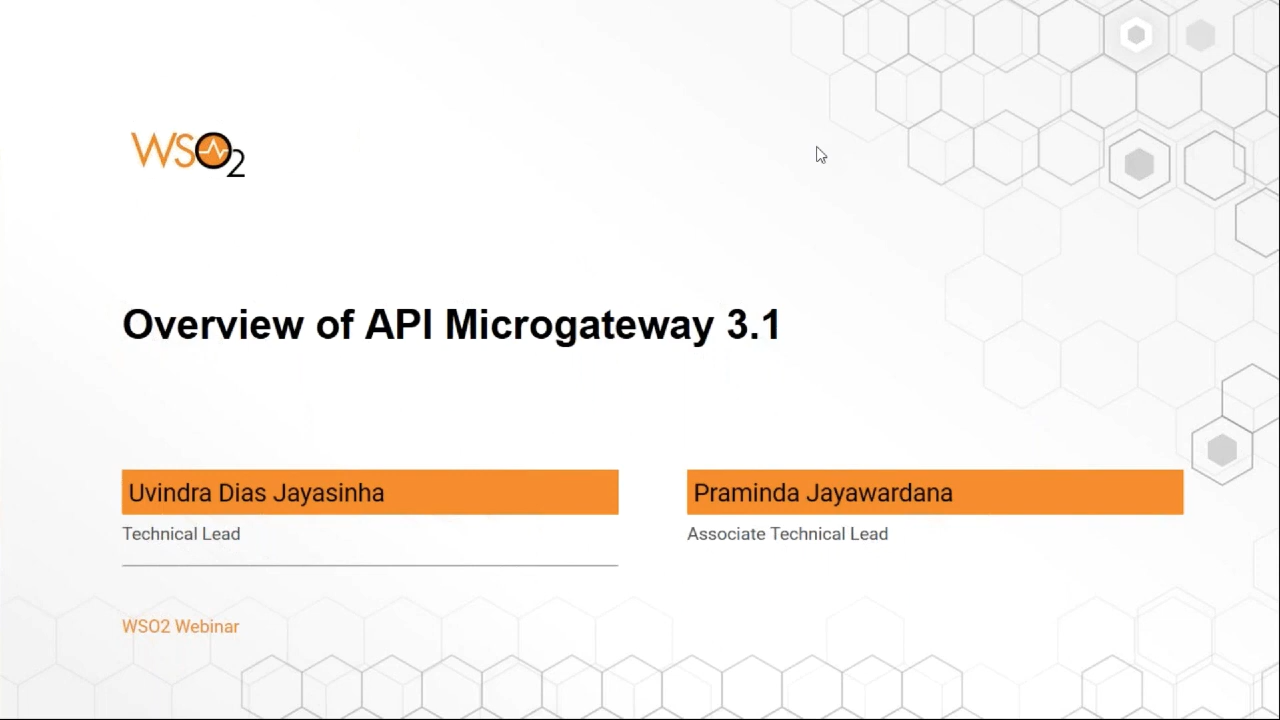 WSO2
Overview of API Microgateway 3.1
Uvindra Dias Jayasinha
Technical Lead
Praminda Jayawardana
Associate Technical Lead
WSO2 Webinar